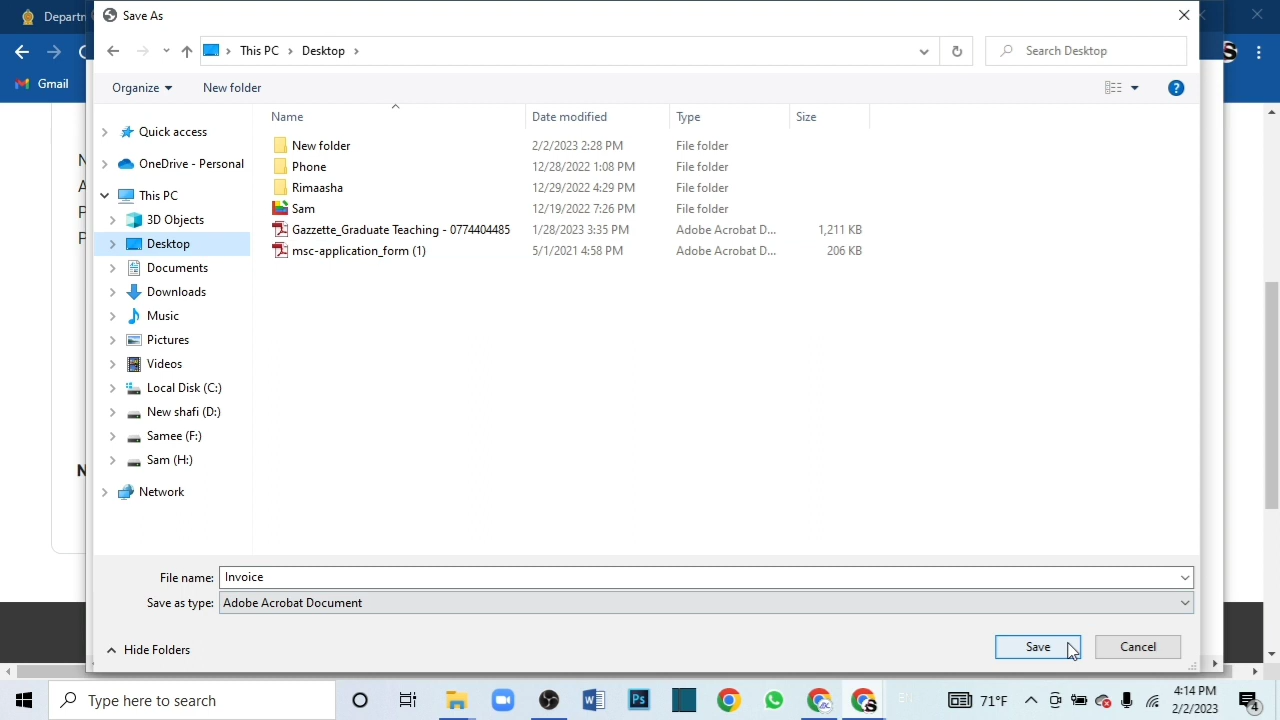 Departm
Save As
This PC
Desktop
Search Desktop
Gmail
Organize
New folder
Name
Date modified
Type
Size
Quick access
OneDrive - Personal
This PC
3D Objects
Desktop
Documents
Downloads
Music
Pictures
Videos
Local Disk (C:)
New shafi (D:)
Samee (F:)
Sam (H:)
Network
New folder 2/2/2023 2:28 PM File folder
Phone 12/28/2022 1:08 PM File folder
Rimaasha 12/29/2022 4:29 PM File folder
Sam 12/19/2022 7:26 PM File folder
Gazzette_Graduate Teaching - 0774404485 1/28/2023 3:35 PM Adobe Acrobat D... 1,211 KB
msc-application_form (1) 5/1/2021 4:58 PM Adobe Acrobat D... 206 KB
N
A
P
P
N
File name: Invoice
Save as type: Adobe Acrobat Document
Hide Folders
Save
Cancel
Type here to search
71°F
4:14 PM
2/2/2023
4